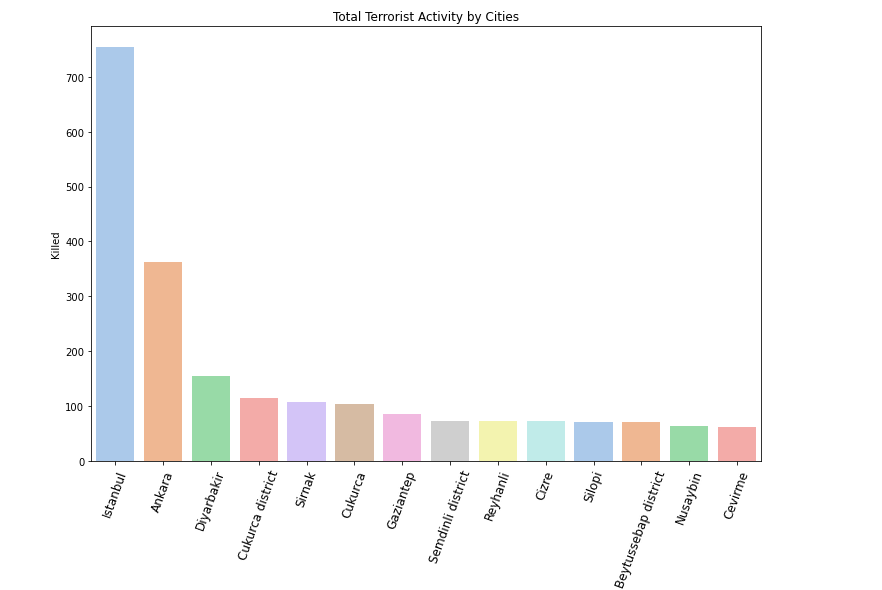 Total Terrorist Activity by Cities
Killed
700
600
500
400
300
200
100
0
Istanbul
Ankara
Diyarbakir
Cukurca district
Sirnak
Cukurca
Gaziantep
Semdinli district
Reyhanli
Cizre
Silopi
Beytussebap district
Nusaybin
Cevirme